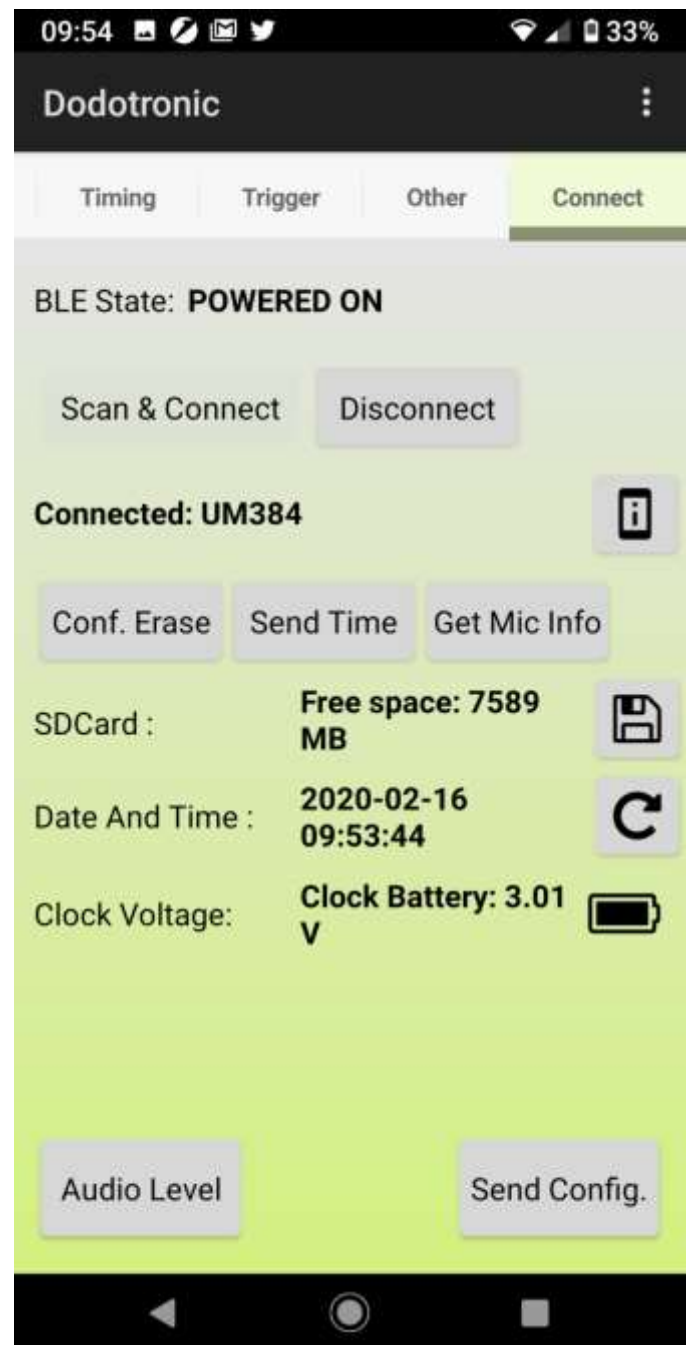 09:54 33%
Dodotronic
Timing Trigger Other Connect
BLE State: POWERED ON
Scan & Connect Disconnect
Connected: UM384
Conf. Erase Send Time Get Mic Info
SDCard : Free space: 7589
MB
Date And Time : 2020-02-16
09:53:44
Clock Voltage: Clock Battery: 3.01
V
Audio Level Send Config.